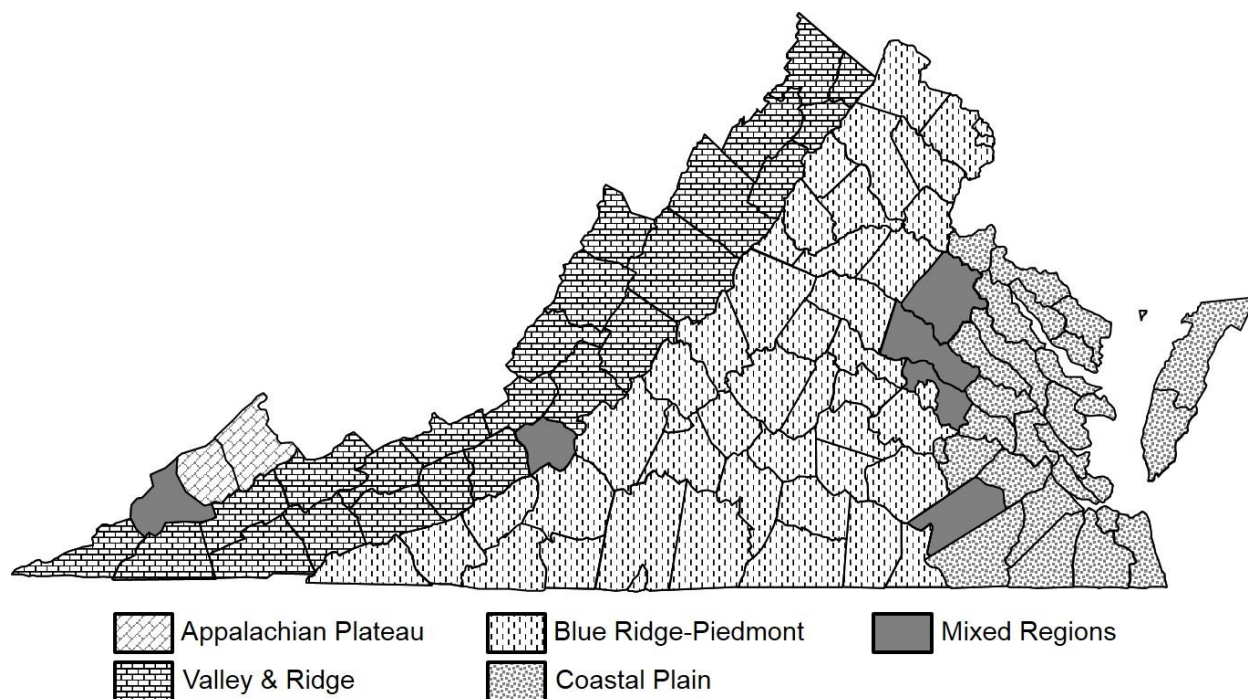 Appalachian Plateau
Blue Ridge-Piedmont
Mixed Regions
Valley & Ridge
Coastal Plain